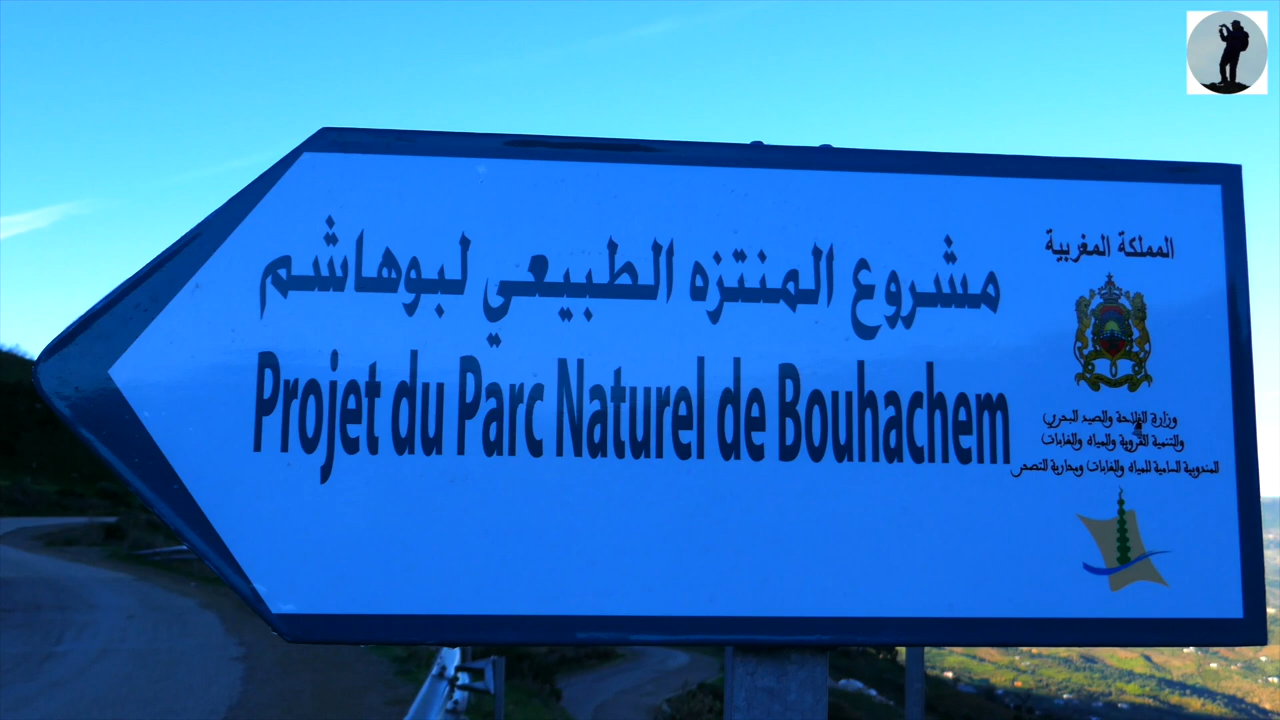 مشروع المنتزه الطبيعي لبوهاشم
Projet du Parc Naturel de Bouhachem
المملكة المغربية
وزارة الفلاحة والصيد البحري
والتنمية القروية والمياه والغابات
المندوبية السامية للمياه والغابات ومحاربة التصحر